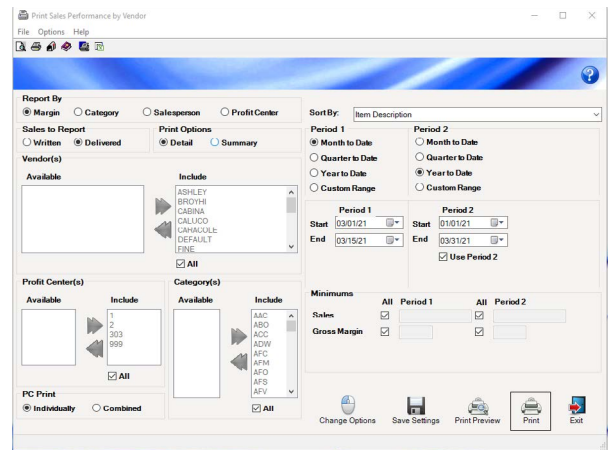 Print Sales Performance by Vendor
File Options Help
Report By
Margin Category Salesperson Profit Center
Sort By: Item Description
Sales to Report
Written Delivered
Print Options
Detail Summary
Period 1
Month to Date
Quarter to Date
Year to Date
Custom Range
Period 2
Month to Date
Quarter to Date
Year to Date
Custom Range
Vendor(s)
Available Include
ASHLEY
BROYHI
CABINA
CALUCO
CARACOLE
DEFAULT
FINE
All
Period 1
Start 03/01/21
End 03/15/21
Period 2
Start 01/01/21
End 03/31/21
Use Period 2
Profit Center(s)
Available Include
1
2
303
999
All
Category(s)
Available Include
AAC
ABO
ACC
ADW
AFC
AFM
AFO
AFS
AFV
All
Minimums
All Period 1 All Period 2
Sales
Gross Margin
PC Print
Individually Combined
Change Options Save Settings Print Preview Print Exit